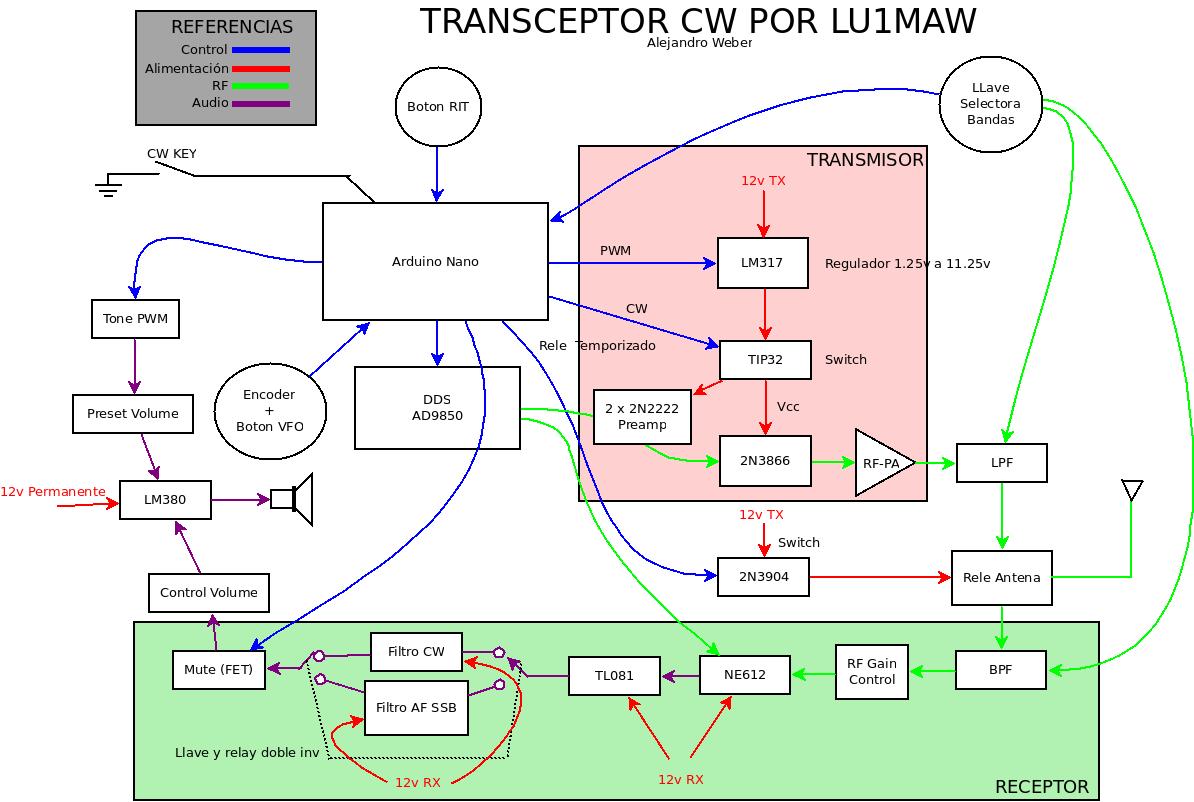 TRANSCEPTOR CW POR LU1MAW
Alejandro Weber
REFERENCIAS
Control
Alimentación
RF
Audio
Boton RIT
LLave
Selectora
Bandas
CW KEY
TRANSMISOR
12v TX
Arduino Nano
PWM
LM317
Regulador 1.25v a 11.25v
CW
Tone PWM
Rele Temporizado
TIP32
Switch
Encoder
+
Boton VFO
DDS
AD9850
2 x 2N2222
Preamp
Vcc
Preset Volume
2N3866
RF-PA
LPF
12v Permanente
LM380
12v TX
Switch
2N3904
Rele Antena
Control Volume
Mute (FET)
Filtro CW
Filtro AF SSB
TL081
NE612
RF Gain
Control
BPF
Llave y relay doble inv
12v RX
12v RX
RECEPTOR